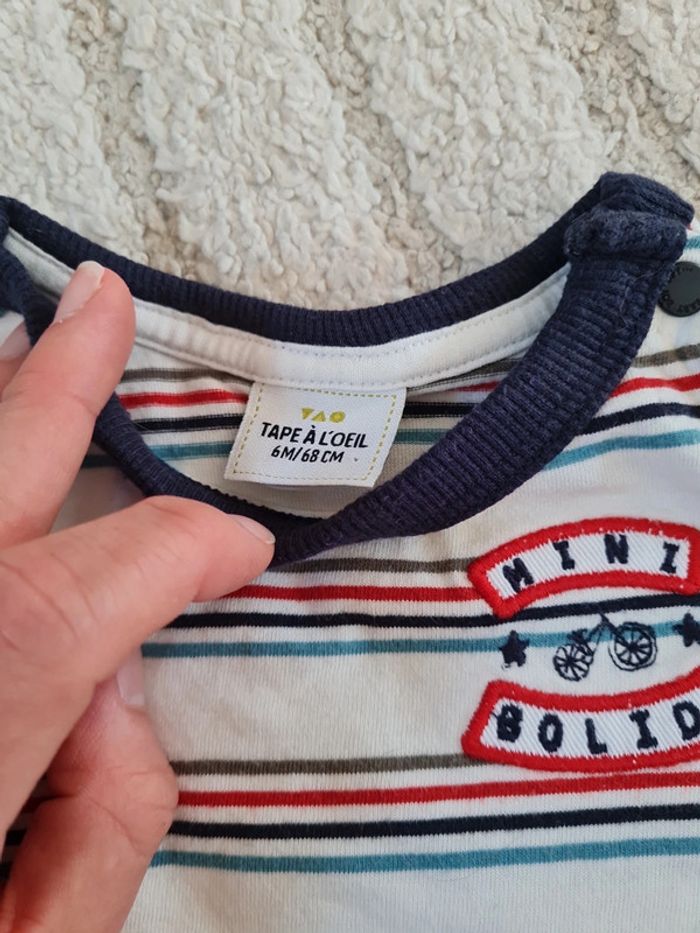 TAO
TAPE À L'OEIL
6M/68 CM
MINI
BOLID